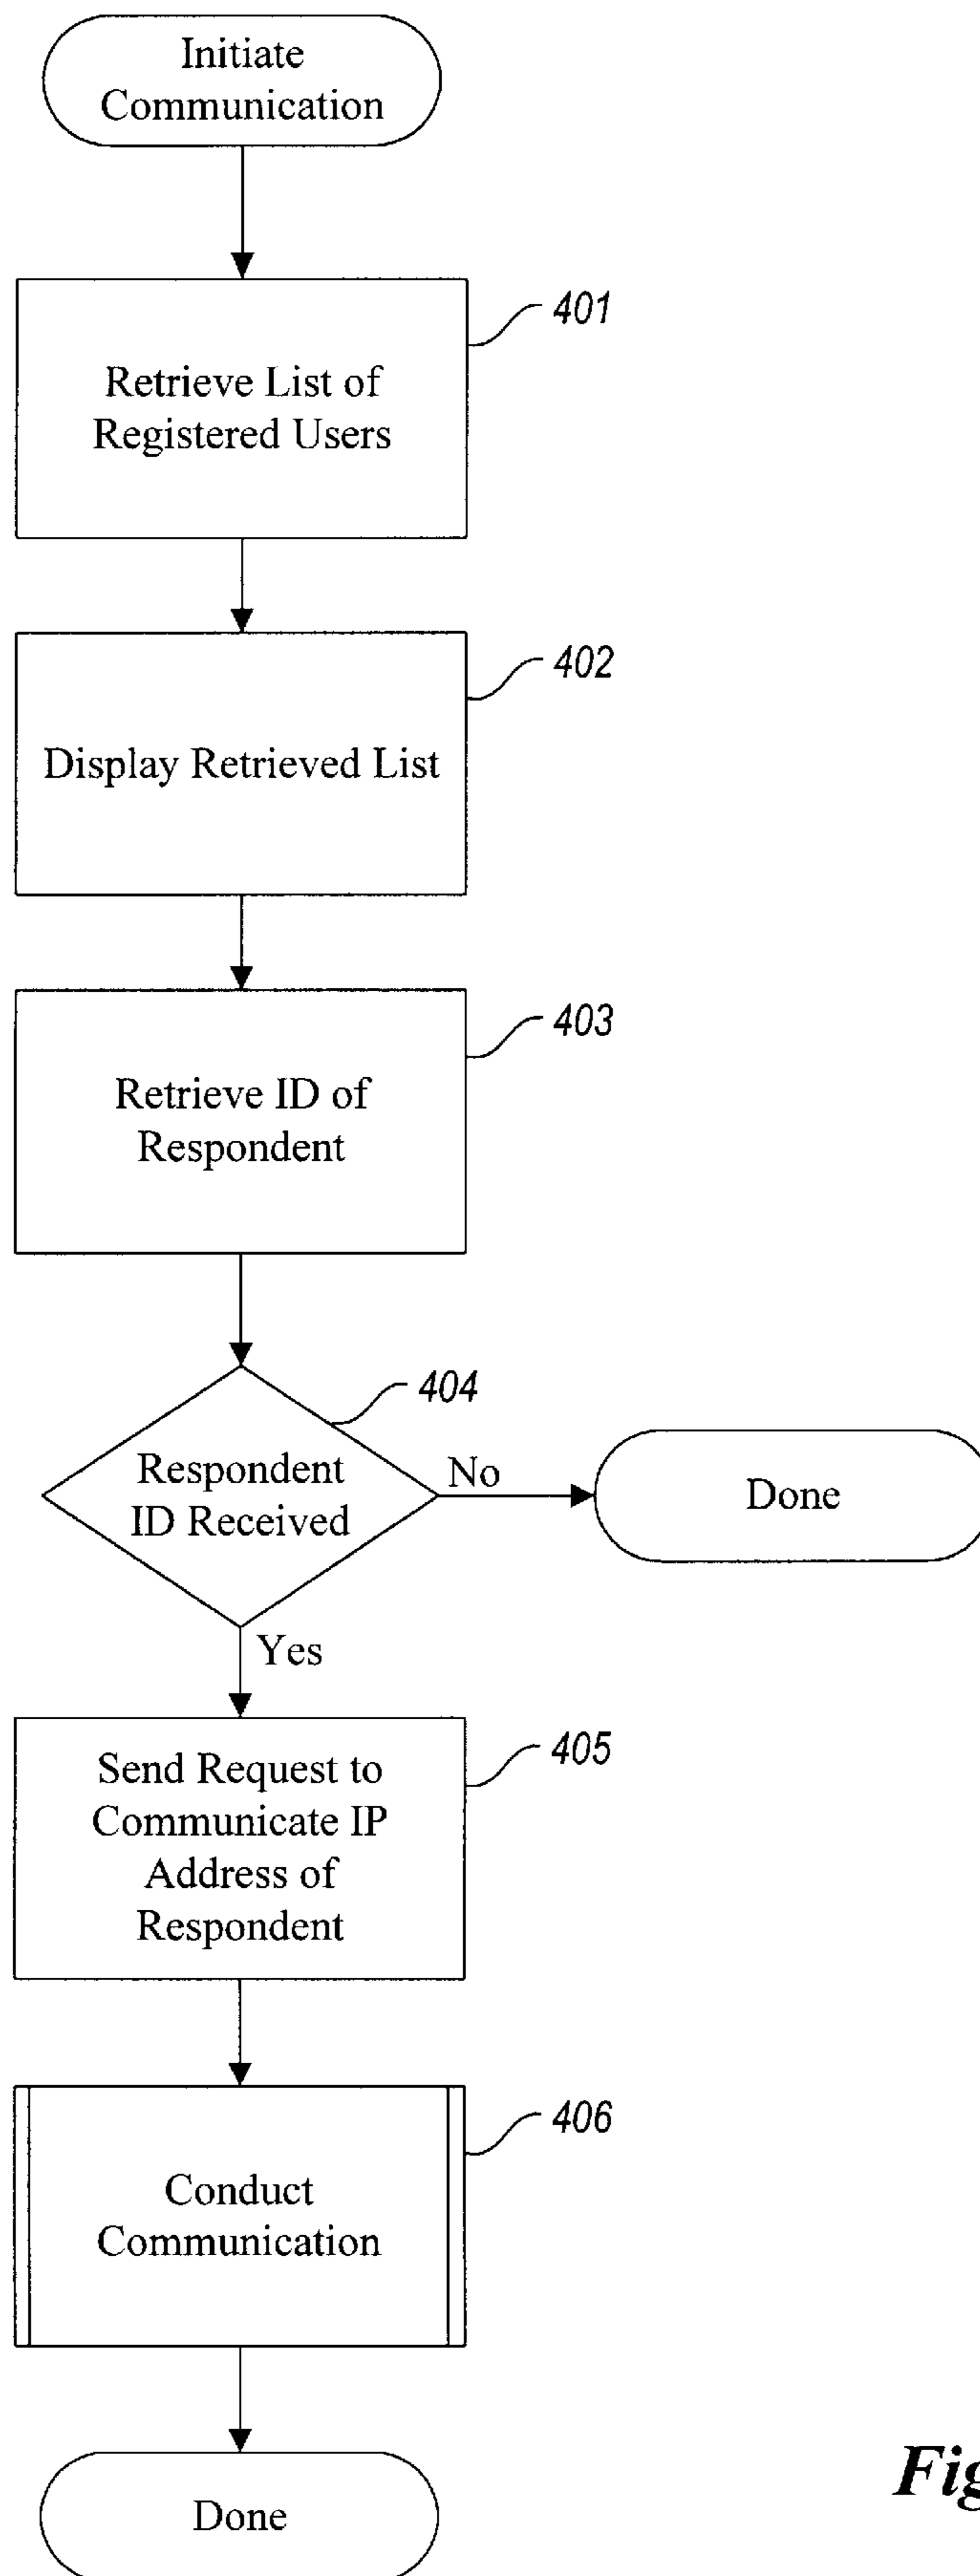 Initiate
Communication
401
Retrieve List of
Registered Users
402
Display Retrieved List
403
Retrieve ID of
Respondent
404
Respondent
ID Received
No
Done
Yes
405
Send Request to
Communicate IP
Address of
Respondent
406
Conduct
Communication
Done
Fig